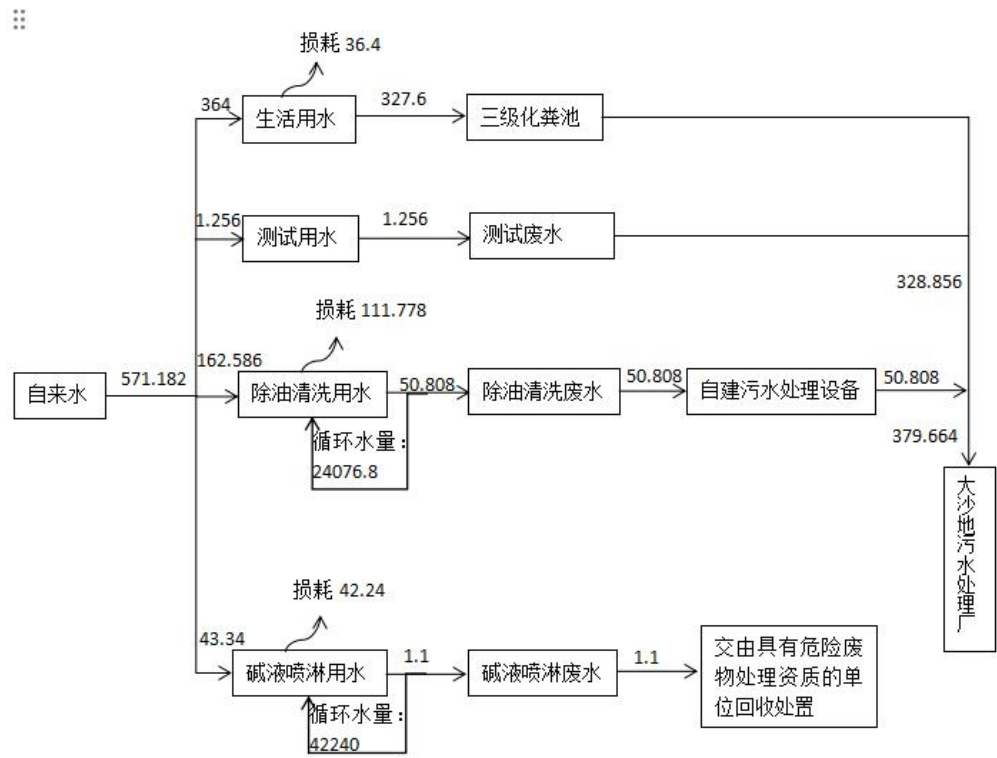 损耗 36.4
364
生活用水
327.6
三级化粪池
1.256
测试用水
1.256
测试废水
328.856
损耗 111.778
自来水
571.182
162.586
除油清洗用水
50.808
除油清洗废水
50.808
自建污水处理设备
50.808
循环水量：
24076.8
379.664
大沙地污水处理厂
损耗 42.24
43.34
碱液喷淋用水
1.1
碱液喷淋废水
1.1
交由具有危险废
物处理资质的单
位回收处置
循环水量：
42240